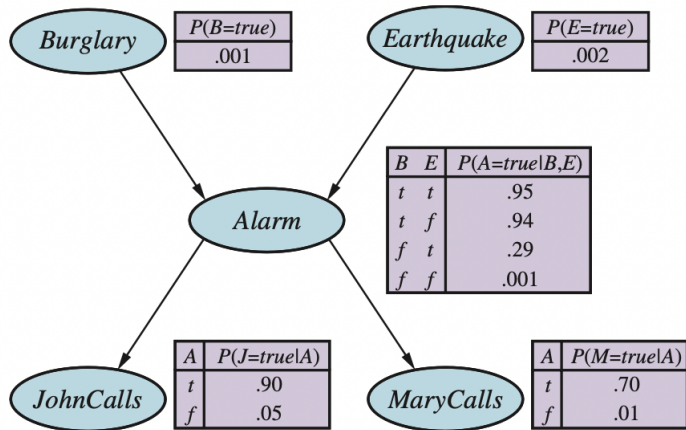 Burglary
P(B=true)
.001
Earthquake
P(E=true)
.002
B E P(A=true|B,E)
t t .95
t f .94
f t .29
f f .001
Alarm
JohnCalls
A P(J=true|A)
t .90
f .05
MaryCalls
A P(M=true|A)
t .70
f .01